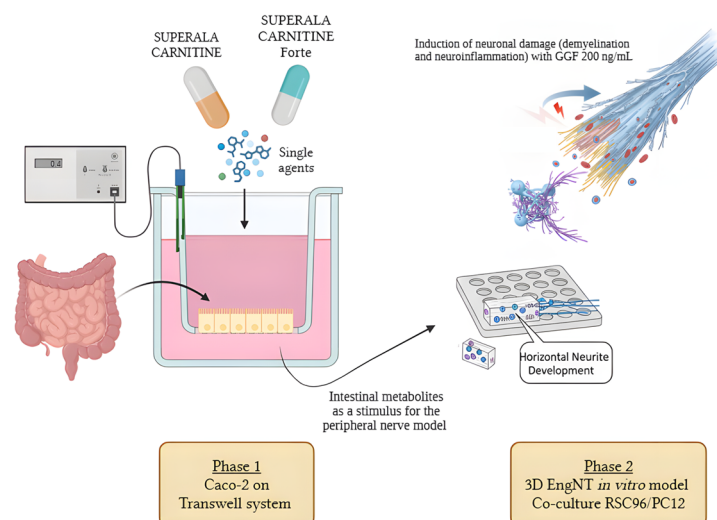 SUPERALA
CARNITINE
SUPERALA
CARNITINE
Forte
Single
agents
0.4
Induction of neuronal damage (demyelination
and neuroinflammation) with GGF 200 ng/mL
Horizontal Neurite
Development
Intestinal metabolites
as a stimulus for the
peripheral nerve model
Phase 1
Caco-2 on
Transwell system
Phase 2
3D EngNT in vitro model
Co-culture RSC96/PC12